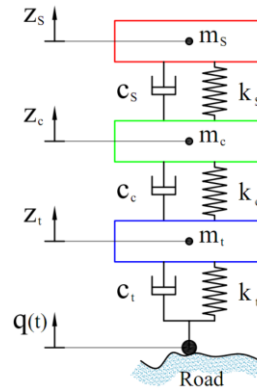 z_S
m_S
c_S k_S
z_c
m_c
c_c k_c
z_t
m_t
c_t k_t
q(t)
Road